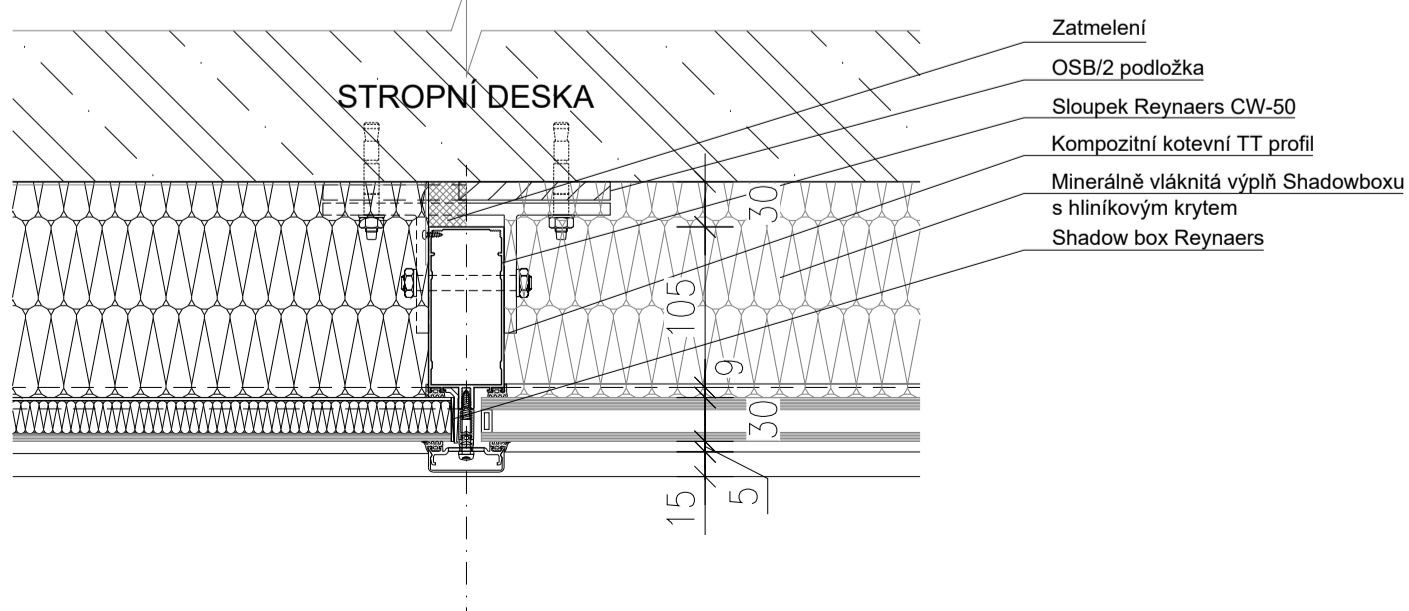 Zatmelení
OSB/2 podložka
STROPNÍ DESKA
Sloupek Reynaers CW-50
Kompozitní kotevní TT profil
Minerálně vláknitá výplň Shadowboxu
s hliníkovým krytem
Shadow box Reynaers
30
105
9
30
15
5